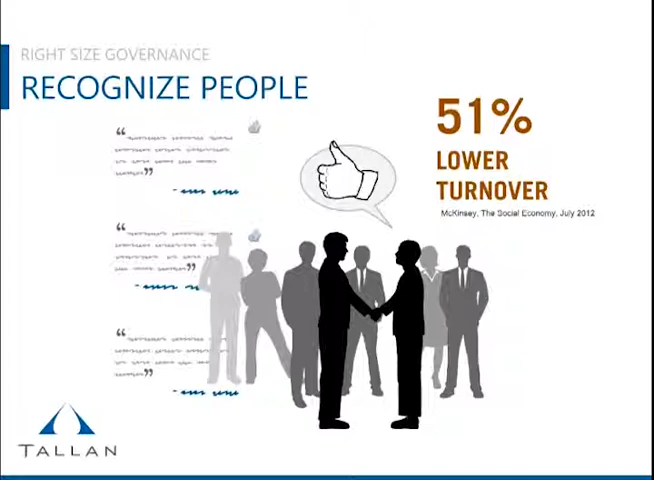 RIGHT SIZE GOVERNANCE
RECOGNIZE PEOPLE
51%
LOWER
TURNOVER
McKinsey, The Social Economy, July 2012
TALLAN